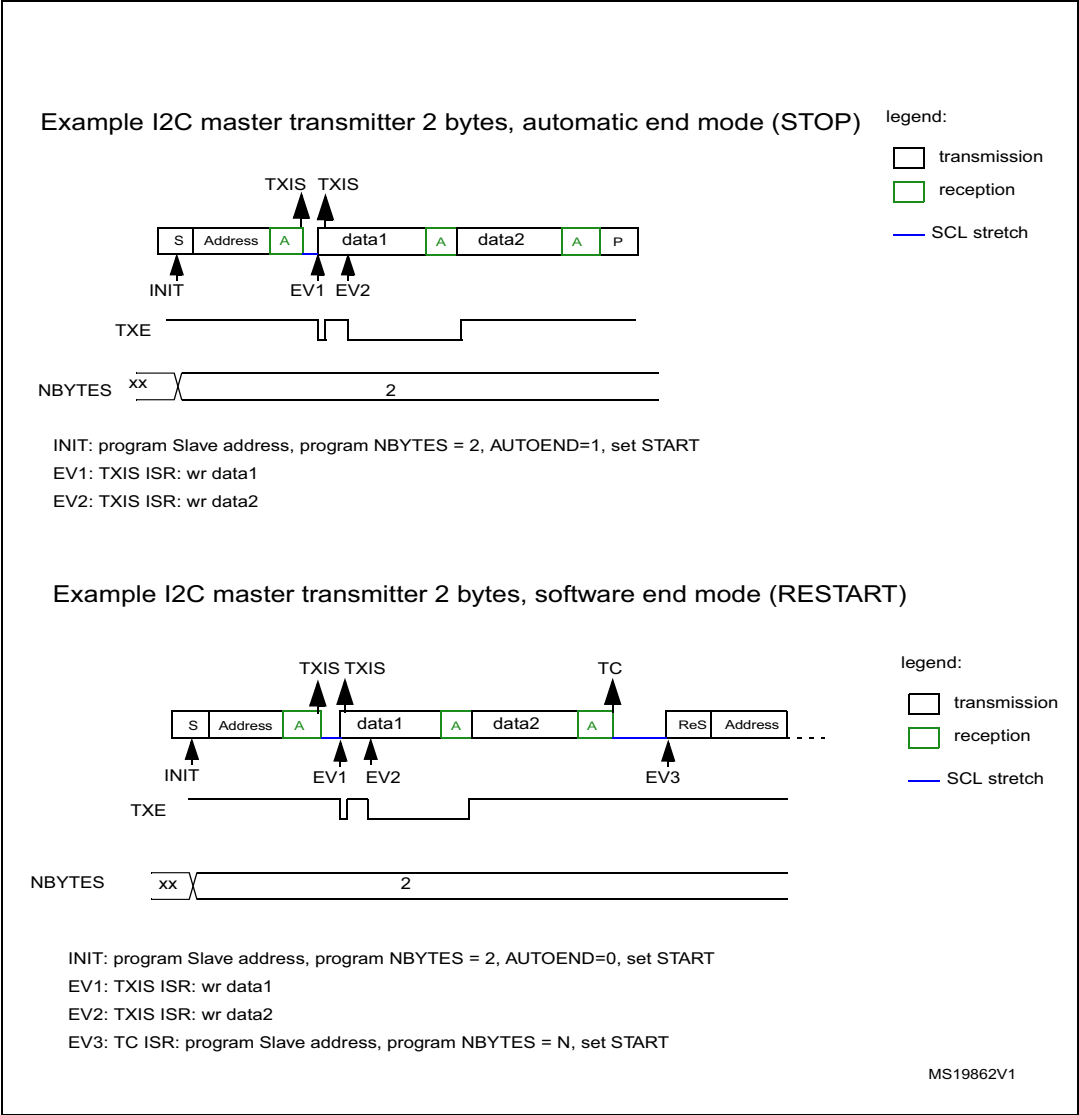 Example I2C master transmitter 2 bytes, automatic end mode (STOP)
legend:
transmission
reception
SCL stretch
TXIS TXIS
S Address A data1 A data2 A P
INIT EV1 EV2
TXE
NBYTES xx 2
INIT: program Slave address, program NBYTES = 2, AUTOEND=1, set START
EV1: TXIS ISR: wr data1
EV2: TXIS ISR: wr data2
Example I2C master transmitter 2 bytes, software end mode (RESTART)
legend:
transmission
reception
SCL stretch
TXIS TXIS TC
S Address A data1 A data2 A ReS Address
INIT EV1 EV2 EV3
TXE
NBYTES xx 2
INIT: program Slave address, program NBYTES = 2, AUTOEND=0, set START
EV1: TXIS ISR: wr data1
EV2: TXIS ISR: wr data2
EV3: TC ISR: program Slave address, program NBYTES = N, set START
MS19862V1